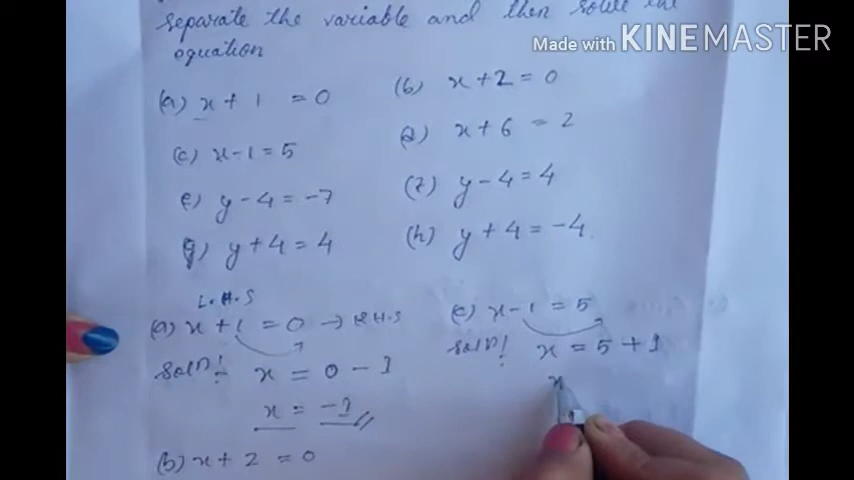 Made with KINEMASTER
separate the variable and then solve the
equation
(a) x + 1 = 0 (b) x + 2 = 0
(c) x - 1 = 5 (d) x + 6 = 2
(e) y - 4 = -7 (f) y - 4 = 4
(g) y + 4 = 4 (h) y + 4 = -4.
L.H.S
(a) x + 1 = 0 → R.H.S
Soln:- x = 0 - 1
x = -1
(b) x + 2 = 0
(c) x - 1 = 5
Soln: x = 5 + 1
x